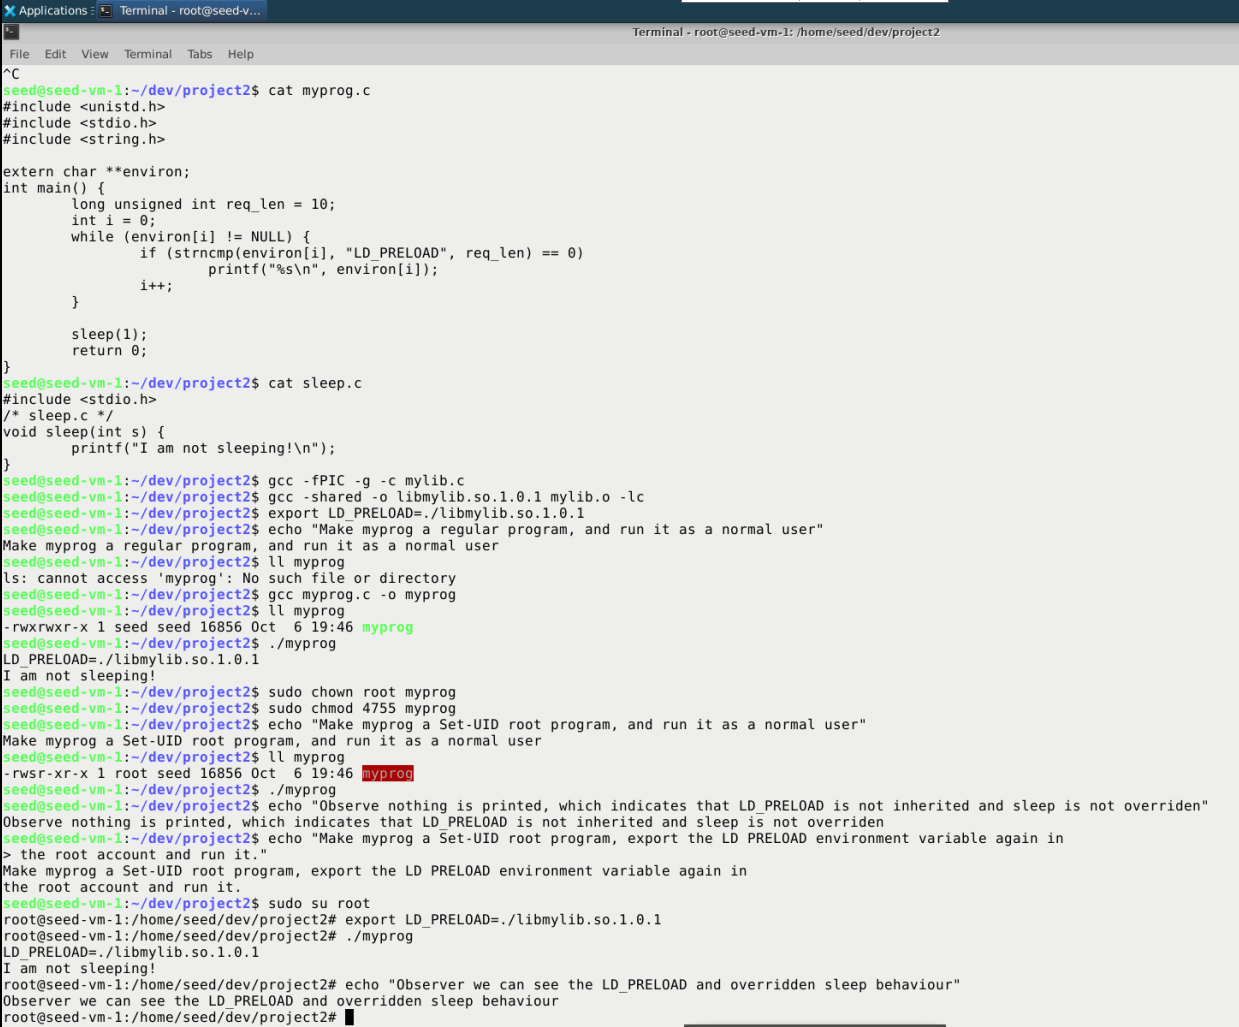 Applications
Terminal - root@seed-v...
Terminal - root@seed-vm-1: /home/seed/dev/project2
File Edit View Terminal Tabs Help
^C
seed@seed-vm-1:~/dev/project2$ cat myprog.c
#include <unistd.h>
#include <stdio.h>
#include <string.h>
extern char **environ;
int main() {
        long unsigned int req_len = 10;
        int i = 0;
        while (environ[i] != NULL) {
                if (strncmp(environ[i], "LD_PRELOAD", req_len) == 0)
                        printf("%s\n", environ[i]);
                i++;
        }
        sleep(1);
        return 0;
}
seed@seed-vm-1:~/dev/project2$ cat sleep.c
#include <stdio.h>
/* sleep.c */
void sleep(int s) {
        printf("I am not sleeping!\n");
}
seed@seed-vm-1:~/dev/project2$ gcc -fPIC -g -c mylib.c
seed@seed-vm-1:~/dev/project2$ gcc -shared -o libmylib.so.1.0.1 mylib.o -lc
seed@seed-vm-1:~/dev/project2$ export LD_PRELOAD=./libmylib.so.1.0.1
seed@seed-vm-1:~/dev/project2$ echo "Make myprog a regular program, and run it as a normal user"
Make myprog a regular program, and run it as a normal user
seed@seed-vm-1:~/dev/project2$ ll myprog
ls: cannot access 'myprog': No such file or directory
seed@seed-vm-1:~/dev/project2$ gcc myprog.c -o myprog
seed@seed-vm-1:~/dev/project2$ ll myprog
-rwxrwxr-x 1 seed seed 16856 Oct  6 19:46 myprog
seed@seed-vm-1:~/dev/project2$ ./myprog
LD_PRELOAD=./libmylib.so.1.0.1
I am not sleeping!
seed@seed-vm-1:~/dev/project2$ sudo chown root myprog
seed@seed-vm-1:~/dev/project2$ sudo chmod 4755 myprog
seed@seed-vm-1:~/dev/project2$ echo "Make myprog a Set-UID root program, and run it as a normal user"
Make myprog a Set-UID root program, and run it as a normal user
seed@seed-vm-1:~/dev/project2$ ll myprog
-rwsr-xr-x 1 root seed 16856 Oct  6 19:46 myprog
seed@seed-vm-1:~/dev/project2$ ./myprog
seed@seed-vm-1:~/dev/project2$ echo "Observe nothing is printed, which indicates that LD_PRELOAD is not inherited and sleep is not overriden"
Observe nothing is printed, which indicates that LD_PRELOAD is not inherited and sleep is not overriden
seed@seed-vm-1:~/dev/project2$ echo "Make myprog a Set-UID root program, export the LD PRELOAD environment variable again in
> the root account and run it."
Make myprog a Set-UID root program, export the LD PRELOAD environment variable again in
the root account and run it.
seed@seed-vm-1:~/dev/project2$ sudo su root
root@seed-vm-1:/home/seed/dev/project2# export LD_PRELOAD=./libmylib.so.1.0.1
root@seed-vm-1:/home/seed/dev/project2# ./myprog
LD_PRELOAD=./libmylib.so.1.0.1
I am not sleeping!
root@seed-vm-1:/home/seed/dev/project2# echo "Observer we can see the LD_PRELOAD and overridden sleep behaviour"
Observer we can see the LD_PRELOAD and overridden sleep behaviour
root@seed-vm-1:/home/seed/dev/project2#